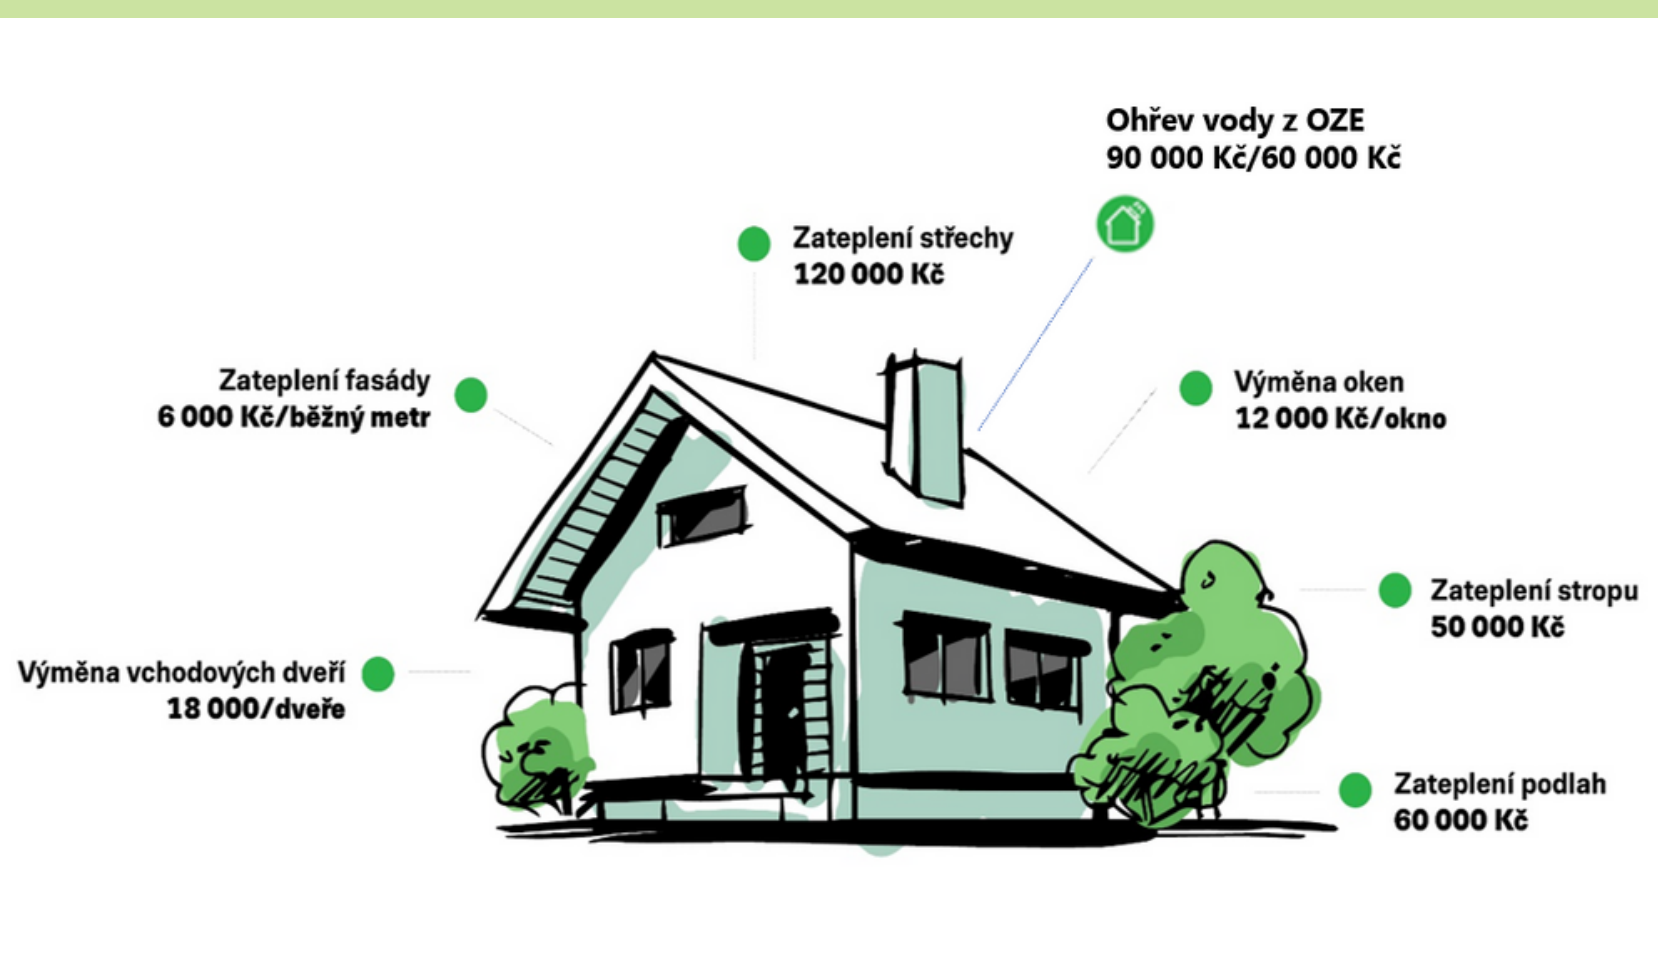 Ohřev vody z OZE
90 000 Kč/60 000 Kč
Zateplení střechy
120 000 Kč
Zateplení fasády
6 000 Kč/běžný metr
Výměna oken
12 000 Kč/okno
Zateplení stropu
50 000 Kč
Výměna vchodových dveří
18 000/dveře
Zateplení podlah
60 000 Kč